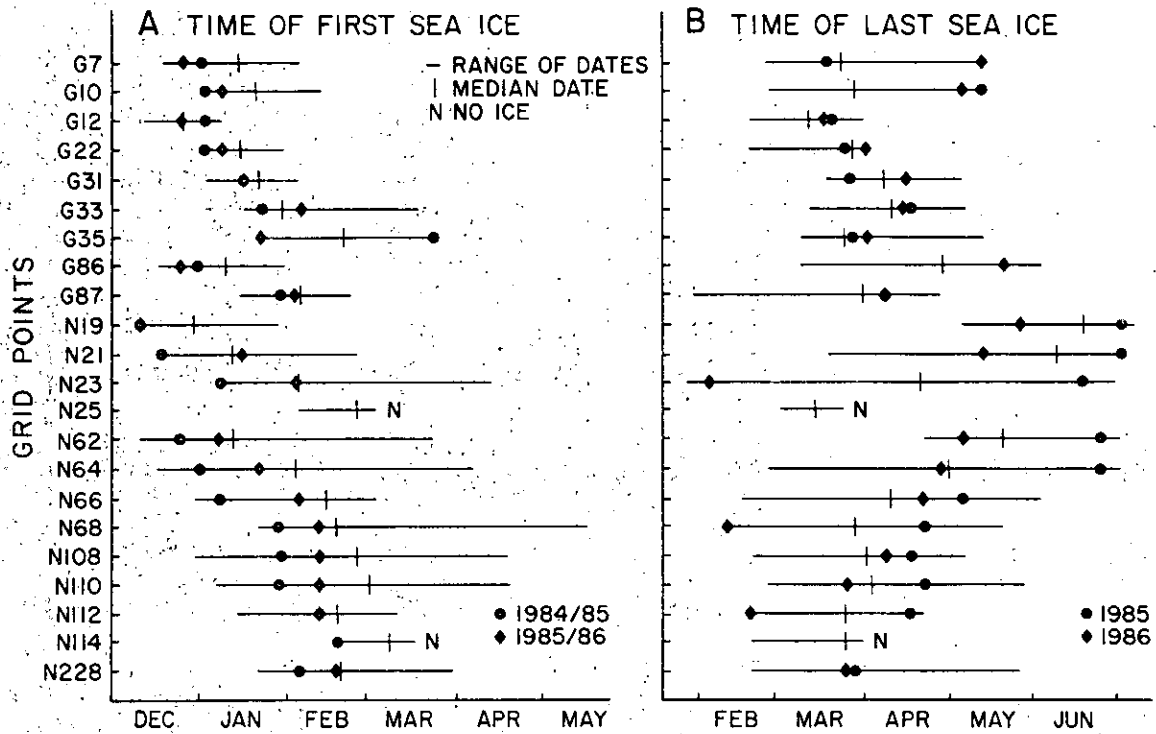 A TIME OF FIRST SEA ICE
B TIME OF LAST SEA ICE
– RANGE OF DATES
| MEDIAN DATE
N NO ICE
GRID POINTS
G7
G10
G12
G22
G31
G33
G35
G86
G87
N19
N21
N23
N25
N62
N64
N66
N68
N108
N110
N112
N114
N228
N
N
N
N
1984/85
1985/86
1985
1986
DEC JAN FEB MAR APR MAY
FEB MAR APR MAY JUN